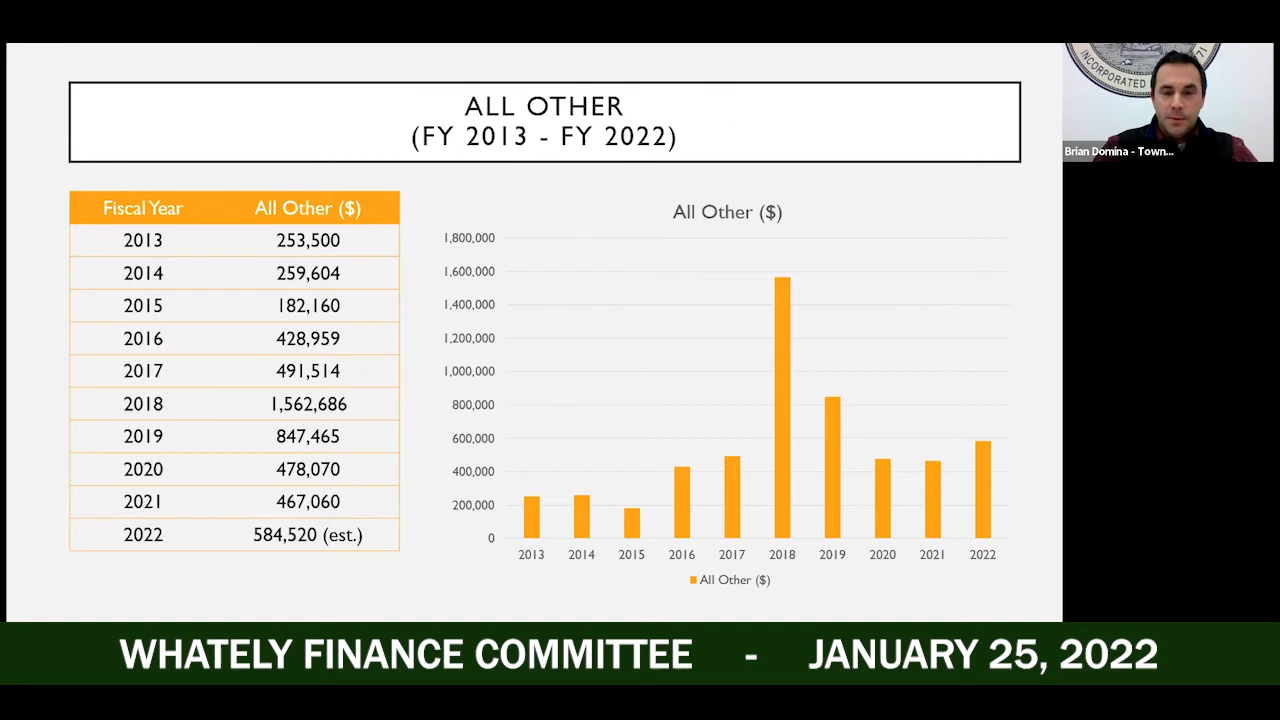 ALL OTHER
(FY 2013 - FY 2022)
Fiscal Year All Other ($)
2013 253,500
2014 259,604
2015 182,160
2016 428,959
2017 491,514
2018 1,562,686
2019 847,465
2020 478,070
2021 467,060
2022 584,520 (est.)
All Other ($)
1,800,000
1,600,000
1,400,000
1,200,000
1,000,000
800,000
600,000
400,000
200,000
0
2013 2014 2015 2016 2017 2018 2019 2020 2021 2022
All Other ($)
INCORPORATED 71
Brian Domina - Town...
WHATELY FINANCE COMMITTEE - JANUARY 25, 2022